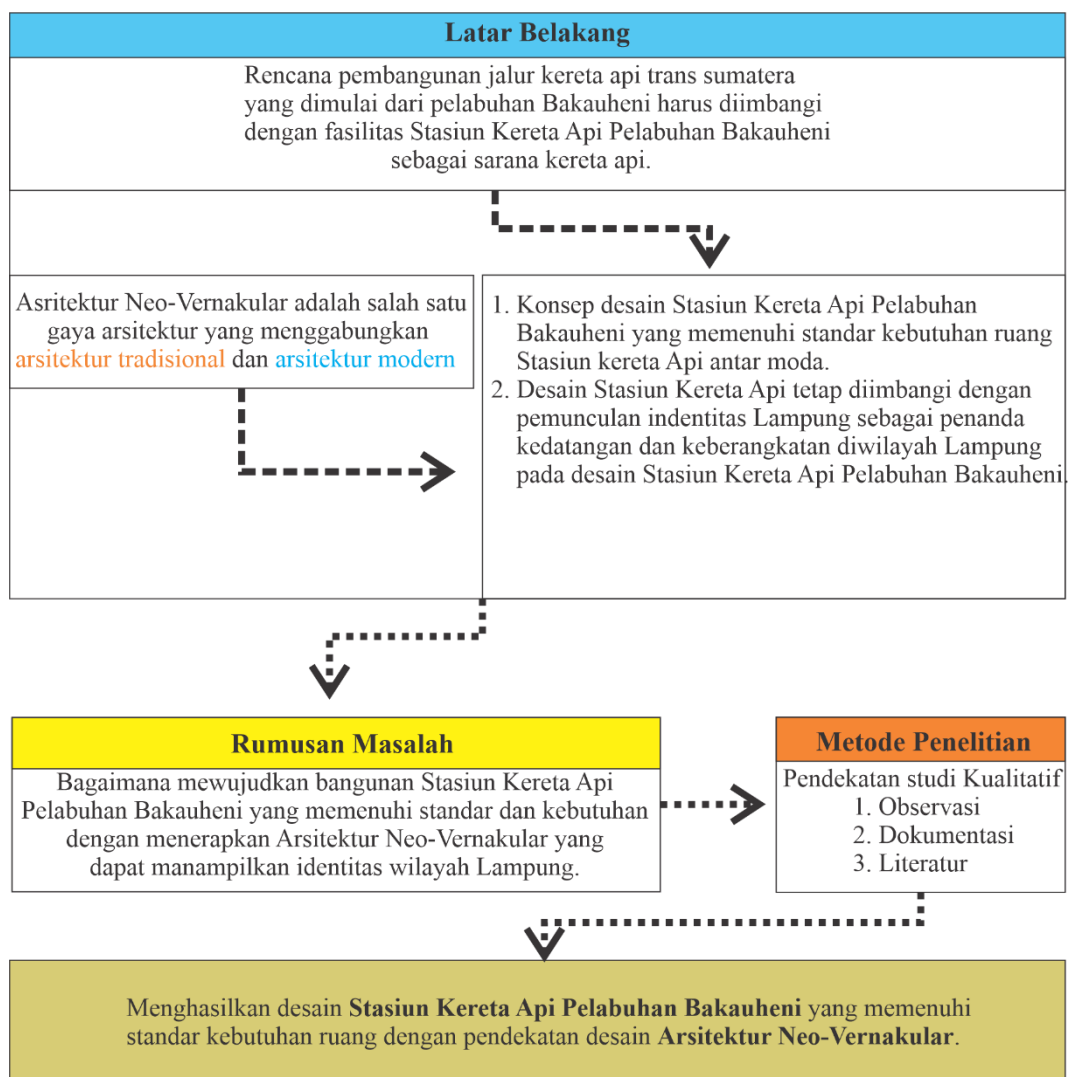 Latar Belakang
Rencana pembangunan jalur kereta api trans sumatera
yang dimulai dari pelabuhan Bakauheni harus diimbangi
dengan fasilitas Stasiun Kereta Api Pelabuhan Bakauheni
sebagai sarana kereta api.
Asritektur Neo-Vernakular adalah salah satu
gaya arsitektur yang menggabungkan
arsitektur tradisional dan arsitektur modern
1. Konsep desain Stasiun Kereta Api Pelabuhan
Bakauheni yang memenuhi standar kebutuhan ruang
Stasiun kereta Api antar moda.
2. Desain Stasiun Kereta Api tetap diimbangi dengan
pemunculan indentitas Lampung sebagai penanda
kedatangan dan keberangkatan diwilayah Lampung
pada desain Stasiun Kereta Api Pelabuhan Bakauheni.
Rumusan Masalah
Bagaimana mewujudkan bangunan Stasiun Kereta Api
Pelabuhan Bakauheni yang memenuhi standar dan kebutuhan
dengan menerapkan Arsitektur Neo-Vernakular yang
dapat manampilkan identitas wilayah Lampung.
Metode Penelitian
Pendekatan studi Kualitatif
1. Observasi
2. Dokumentasi
3. Literatur
Menghasilkan desain Stasiun Kereta Api Pelabuhan Bakauheni yang memenuhi
standar kebutuhan ruang dengan pendekatan desain Arsitektur Neo-Vernakular.